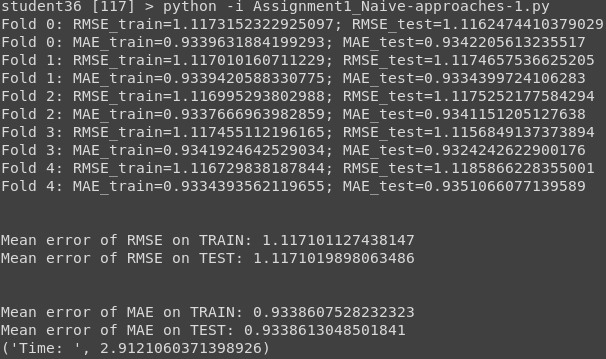 student36 [117] > python -i Assignment1_Naive-approaches-1.py
Fold 0: RMSE_train=1.1173152322925097; RMSE_test=1.1162474410379029
Fold 0: MAE_train=0.9339631884199293; MAE_test=0.9342205613235517
Fold 1: RMSE_train=1.117010160711229; RMSE_test=1.1174657536625205
Fold 1: MAE_train=0.9339420588330775; MAE_test=0.9334399724106283
Fold 2: RMSE_train=1.116995293802988; RMSE_test=1.1175252177584294
Fold 2: MAE_train=0.9337666963982859; MAE_test=0.9341151205127638
Fold 3: RMSE_train=1.117455112196165; RMSE_test=1.1156849137373894
Fold 3: MAE_train=0.9341924642529034; MAE_test=0.9324242622900176
Fold 4: RMSE_train=1.116729838187844; RMSE_test=1.1185866228355001
Fold 4: MAE_train=0.9334393562119655; MAE_test=0.9351066077139589
Mean error of RMSE on TRAIN: 1.117101127438147
Mean error of RMSE on TEST: 1.1171019898063486
Mean error of MAE on TRAIN: 0.9338607528232323
Mean error of MAE on TEST: 0.9338613048501841
('Time: ', 2.9121060371398926)